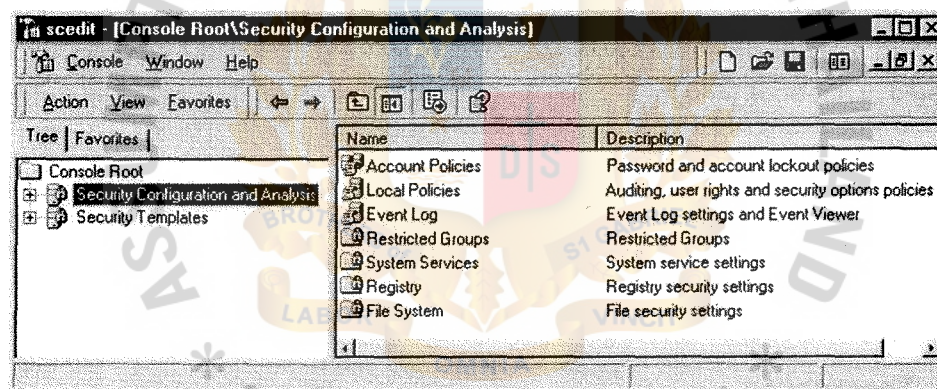 scedit - [Console Root\Security Configuration and Analysis]
Console Window Help
Action View Favorites
Tree Favorites
Console Root
Security Configuration and Analysis
Security Templates
Name Description
Account Policies Password and account lockout policies
Local Policies Auditing, user rights and security options policies
Event Log Event Log settings and Event Viewer
Restricted Groups Restricted Groups
System Services System service settings
Registry Registry security settings
File System File security settings
D S
LABOR
VINCIT